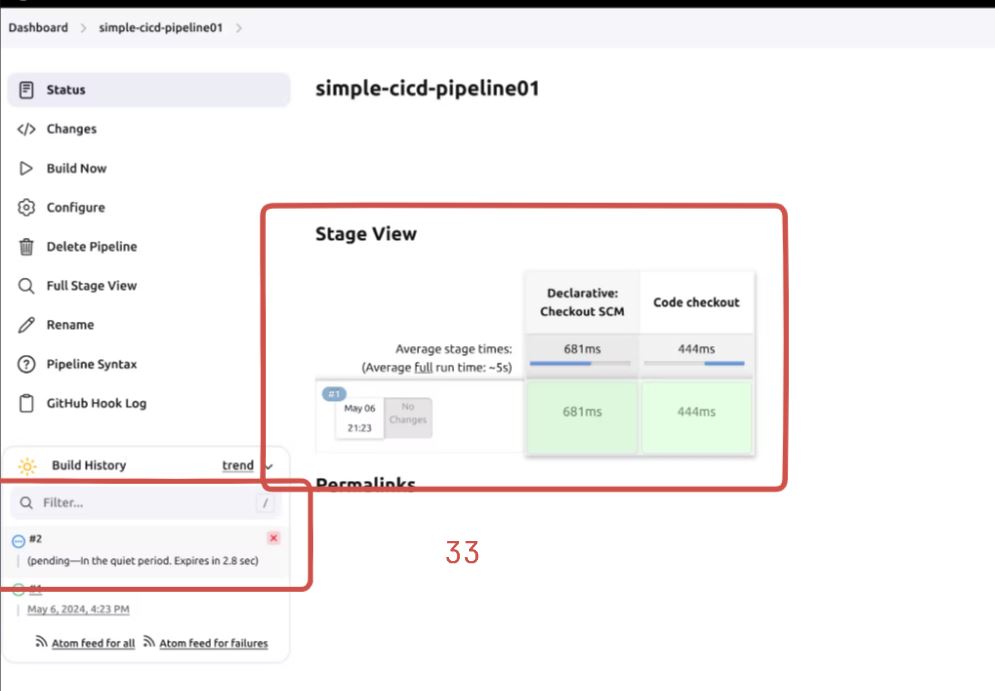 Dashboard > simple-cicd-pipeline01 >
Status
Changes
Build Now
Configure
Delete Pipeline
Full Stage View
Rename
Pipeline Syntax
GitHub Hook Log
Build History trend
Filter... /
#2
(pending—In the quiet period. Expires in 2.8 sec)
#1
May 6, 2024, 4:23 PM
Atom feed for all Atom feed for failures
simple-cicd-pipeline01
Stage View
Declarative:
Checkout SCM
Code checkout
Average stage times:
(Average full run time: ~5s)
681ms 444ms
#1
May 06
21:23
No
Changes
681ms 444ms
Permalinks
33